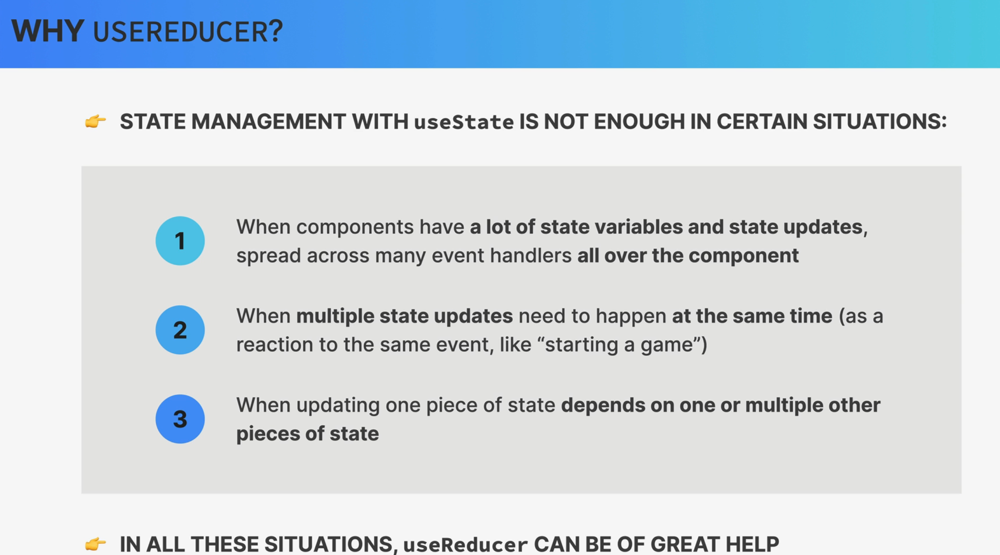 WHY USEREDUCER?
👉 STATE MANAGEMENT WITH useState IS NOT ENOUGH IN CERTAIN SITUATIONS:
1
When components have a lot of state variables and state updates,
spread across many event handlers all over the component
2
When multiple state updates need to happen at the same time (as a
reaction to the same event, like “starting a game”)
3
When updating one piece of state depends on one or multiple other
pieces of state
👉 IN ALL THESE SITUATIONS, useReducer CAN BE OF GREAT HELP